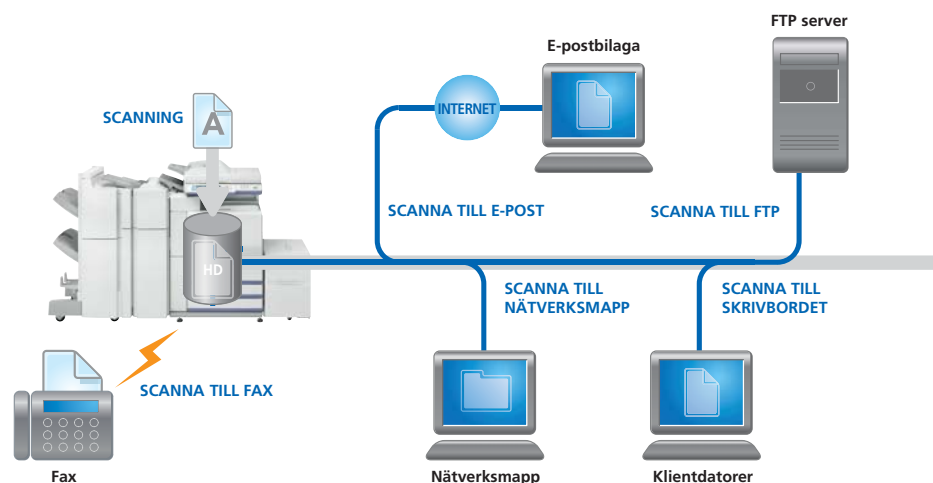 FTP server
E-postbilaga
INTERNET
SCANNING
A
SCANNA TILL E-POST
SCANNA TILL FTP
HD
SCANNA TILL
NÄTVERKSMAPP
SCANNA TILL
SKRIVBORDET
SCANNA TILL FAX
Fax
Nätverksmapp
Klientdatorer